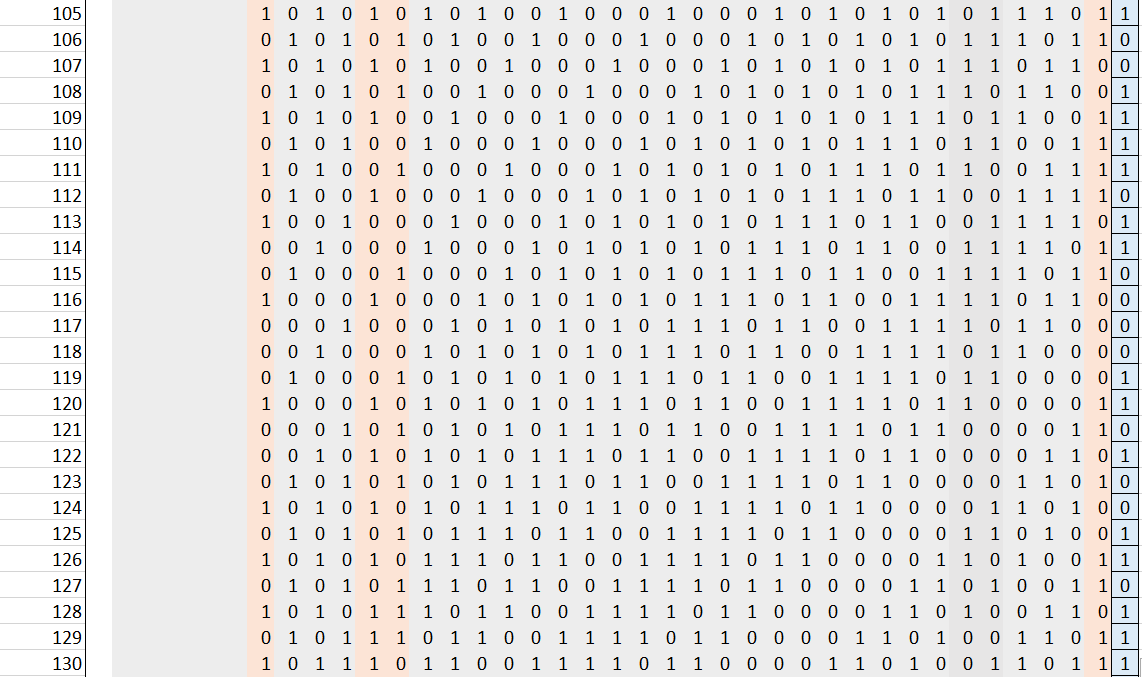 105 1 0 1 0 1 0 1 0 1 0 0 1 0 0 0 1 0 0 0 1 0 1 0 1 0 1 0 1 1 1 0 1 1
106 0 1 0 1 0 1 0 1 0 0 1 0 0 0 1 0 0 0 1 0 1 0 1 0 1 0 1 1 1 0 1 1 0
107 1 0 1 0 1 0 1 0 0 1 0 0 0 1 0 0 0 1 0 1 0 1 0 1 0 1 1 1 0 1 1 0 0
108 0 1 0 1 0 1 0 0 1 0 0 0 1 0 0 0 1 0 1 0 1 0 1 0 1 1 1 0 1 1 0 0 1
109 1 0 1 0 1 0 0 1 0 0 0 1 0 0 0 1 0 1 0 1 0 1 0 1 1 1 0 1 1 0 0 1 1
110 0 1 0 1 0 0 1 0 0 0 1 0 0 0 1 0 1 0 1 0 1 0 1 1 1 0 1 1 0 0 1 1 1
111 1 0 1 0 0 1 0 0 0 1 0 0 0 1 0 1 0 1 0 1 0 1 1 1 0 1 1 0 0 1 1 1 1
112 0 1 0 0 1 0 0 0 1 0 0 0 1 0 1 0 1 0 1 0 1 1 1 0 1 1 0 0 1 1 1 1 0
113 1 0 0 1 0 0 0 1 0 0 0 1 0 1 0 1 0 1 0 1 1 1 0 1 1 0 0 1 1 1 1 0 1
114 0 0 1 0 0 0 1 0 0 0 1 0 1 0 1 0 1 0 1 1 1 0 1 1 0 0 1 1 1 1 0 1 1
115 0 1 0 0 0 1 0 0 0 1 0 1 0 1 0 1 0 1 1 1 0 1 1 0 0 1 1 1 1 0 1 1 0
116 1 0 0 0 1 0 0 0 1 0 1 0 1 0 1 0 1 1 1 0 1 1 0 0 1 1 1 1 0 1 1 0 0
117 0 0 0 1 0 0 0 1 0 1 0 1 0 1 0 1 1 1 0 1 1 0 0 1 1 1 1 0 1 1 0 0 0
118 0 0 1 0 0 0 1 0 1 0 1 0 1 0 1 1 1 0 1 1 0 0 1 1 1 1 0 1 1 0 0 0 0
119 0 1 0 0 0 1 0 1 0 1 0 1 0 1 1 1 0 1 1 0 0 1 1 1 1 0 1 1 0 0 0 0 1
120 1 0 0 0 1 0 1 0 1 0 1 0 1 1 1 0 1 1 0 0 1 1 1 1 0 1 1 0 0 0 0 1 1
121 0 0 0 1 0 1 0 1 0 1 0 1 1 1 0 1 1 0 0 1 1 1 1 0 1 1 0 0 0 0 1 1 0
122 0 0 1 0 1 0 1 0 1 0 1 1 1 0 1 1 0 0 1 1 1 1 0 1 1 0 0 0 0 1 1 0 1
123 0 1 0 1 0 1 0 1 0 1 1 1 0 1 1 0 0 1 1 1 1 0 1 1 0 0 0 0 1 1 0 1 0
124 1 0 1 0 1 0 1 0 1 1 1 0 1 1 0 0 1 1 1 1 0 1 1 0 0 0 0 1 1 0 1 0 0
125 0 1 0 1 0 1 0 1 1 1 0 1 1 0 0 1 1 1 1 0 1 1 0 0 0 0 1 1 0 1 0 0 1
126 1 0 1 0 1 0 1 1 1 0 1 1 0 0 1 1 1 1 0 1 1 0 0 0 0 1 1 0 1 0 0 1 1
127 0 1 0 1 0 1 1 1 0 1 1 0 0 1 1 1 1 0 1 1 0 0 0 0 1 1 0 1 0 0 1 1 0
128 1 0 1 0 1 1 1 0 1 1 0 0 1 1 1 1 0 1 1 0 0 0 0 1 1 0 1 0 0 1 1 0 1
129 0 1 0 1 1 1 0 1 1 0 0 1 1 1 1 0 1 1 0 0 0 0 1 1 0 1 0 0 1 1 0 1 1
130 1 0 1 1 1 0 1 1 0 0 1 1 1 1 0 1 1 0 0 0 0 1 1 0 1 0 0 1 1 0 1 1 1